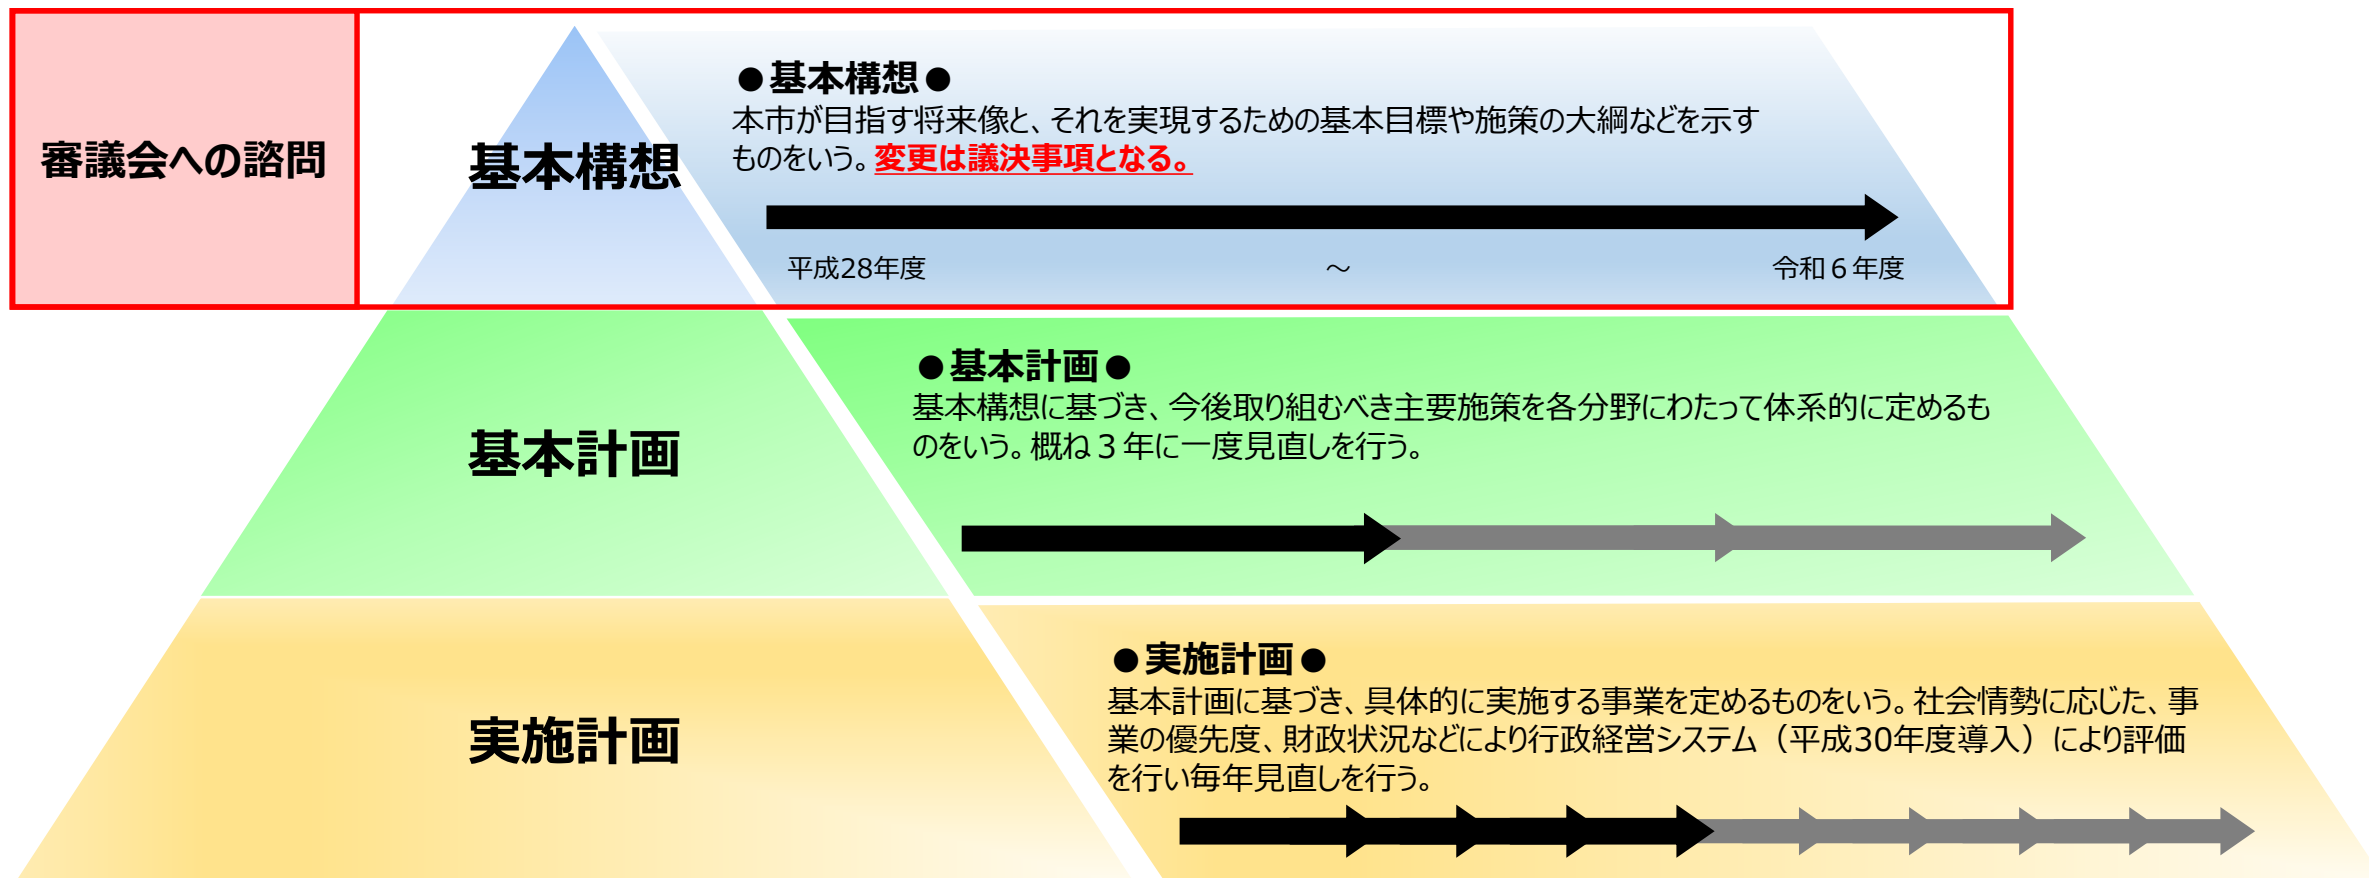 審議会への諮問
基本構想
●基本構想●
本市が目指す将来像と、それを実現するための基本目標や施策の大綱などを示す
ものをいう。変更は議決事項となる。
平成28年度 ～ 令和６年度
基本計画
●基本計画●
基本構想に基づき、今後取り組むべき主要施策を各分野にわたって体系的に定めるも
のをいう。概ね３年に一度見直しを行う。
実施計画
●実施計画●
基本計画に基づき、具体的に実施する事業を定めるものをいう。社会情勢に応じた、事
業の優先度、財政状況などにより行政経営システム（平成30年度導入）により評価
を行い毎年見直しを行う。